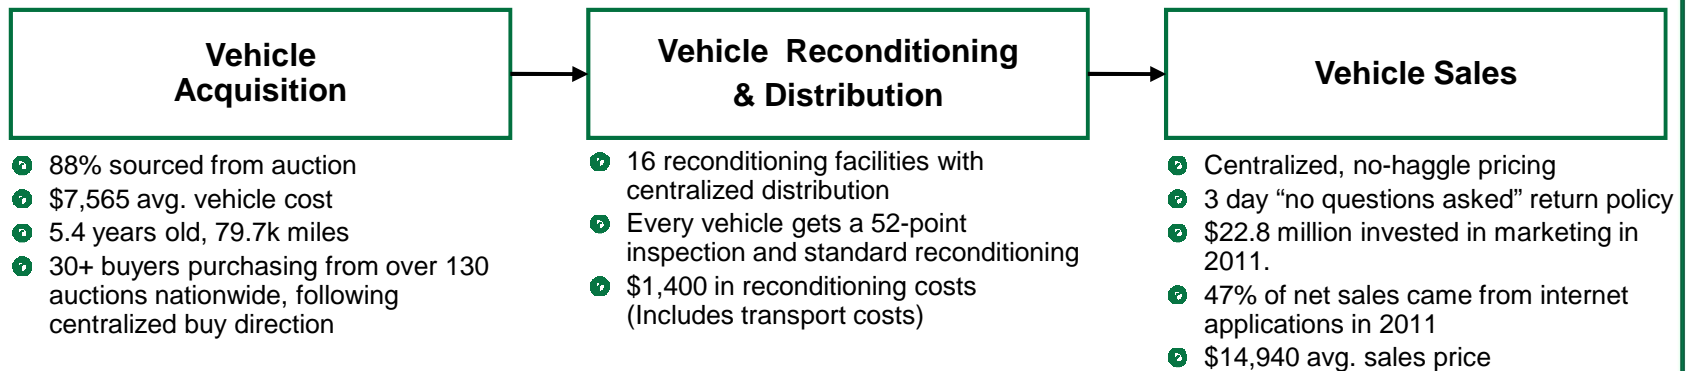 Vehicle
Acquisition
88% sourced from auction
$7,565 avg. vehicle cost
5.4 years old, 79.7k miles
30+ buyers purchasing from over 130
auctions nationwide, following
centralized buy direction
Vehicle Reconditioning
& Distribution
16 reconditioning facilities with
centralized distribution
Every vehicle gets a 52-point
inspection and standard reconditioning
$1,400 in reconditioning costs
(Includes transport costs)
Vehicle Sales
Centralized, no-haggle pricing
3 day “no questions asked” return policy
$22.8 million invested in marketing in
2011.
47% of net sales came from internet
applications in 2011
$14,940 avg. sales price